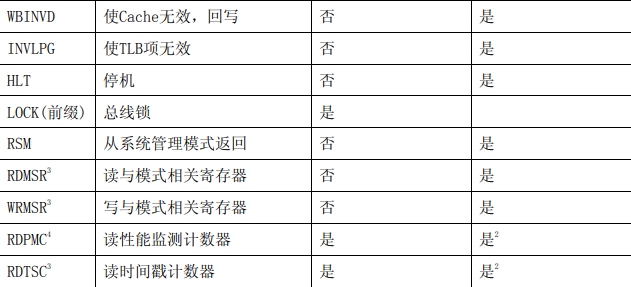 WBINVD 使Cache无效，回写 否 是
INVLPG 使TLB项无效 否 是
HLT 停机 否 是
LOCK(前缀) 总线锁 是
RSM 从系统管理模式返回 否 是
RDMSR³ 读与模式相关寄存器 否 是
WRMSR³ 写与模式相关寄存器 否 是
RDPMC⁴ 读性能监测计数器 是 是²
RDTSC³ 读时间戳计数器 是 是²